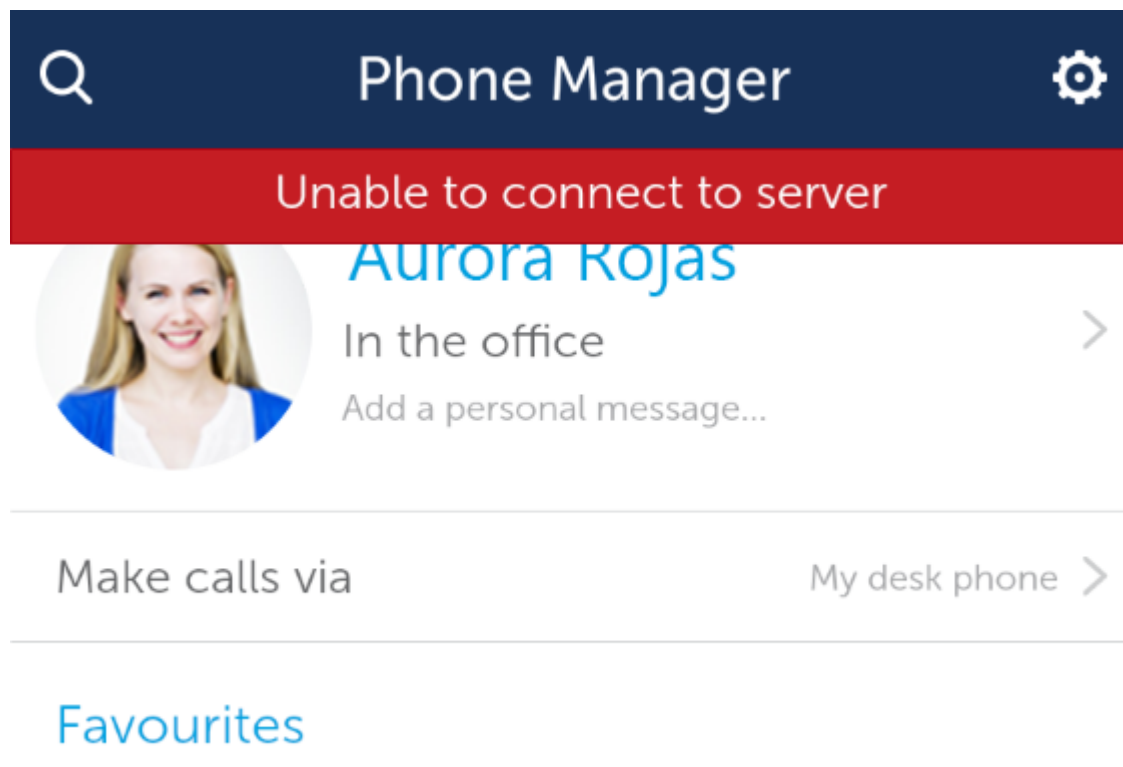 Phone Manager
Unable to connect to server
Aurora Rojas
In the office
Add a personal message...
Make calls via My desk phone
Favourites